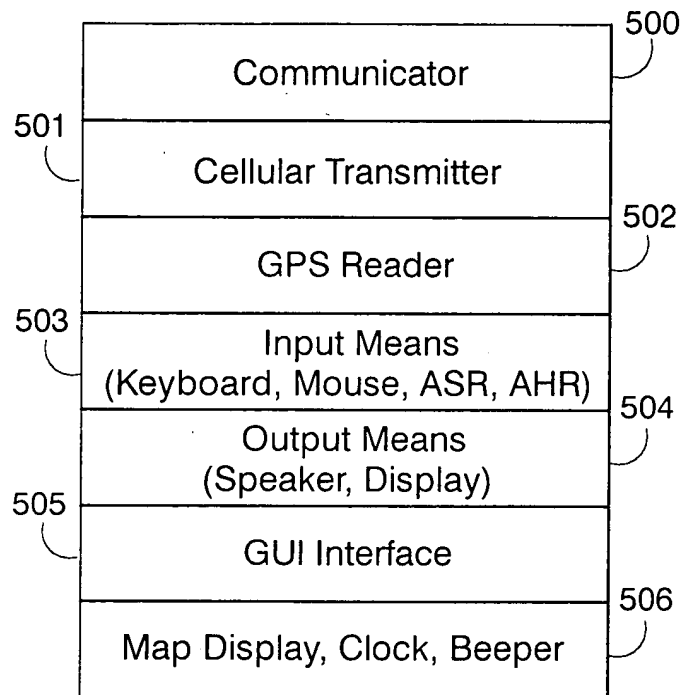 500
Communicator
501
Cellular Transmitter
502
GPS Reader
503
Input Means
(Keyboard, Mouse, ASR, AHR)
504
Output Means
(Speaker, Display)
505
GUI Interface
506
Map Display, Clock, Beeper